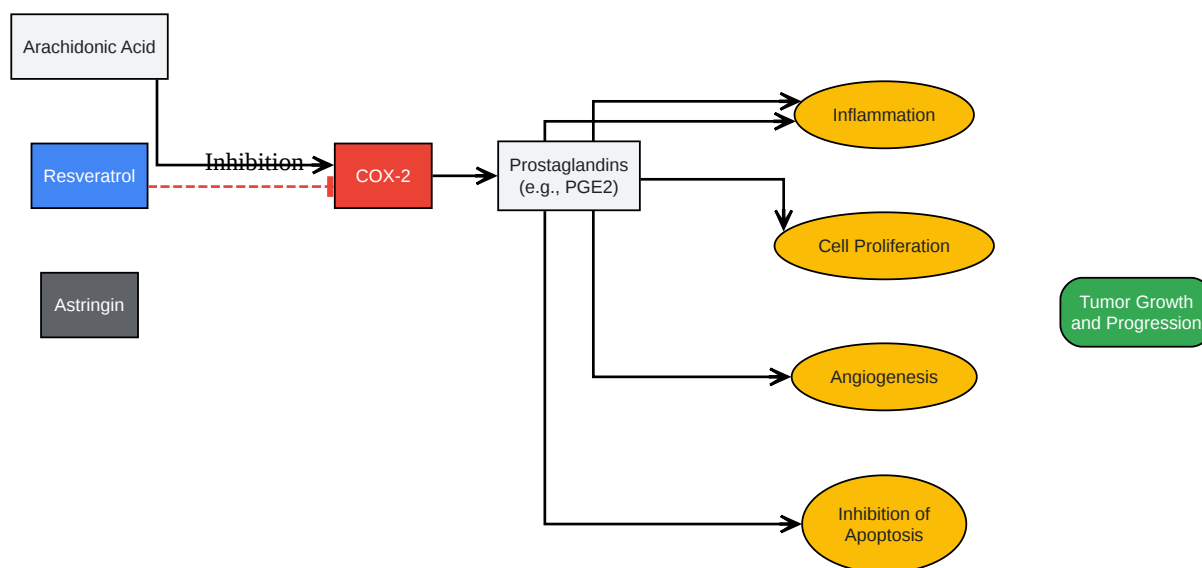 Arachidonic Acid
Inflammation
Inhibition
Resveratrol
COX-2
Prostaglandins
(e.g., PGE2)
Cell Proliferation
Astringin
Tumor Growth
and Progression
Angiogenesis
Inhibition of
Apoptosis